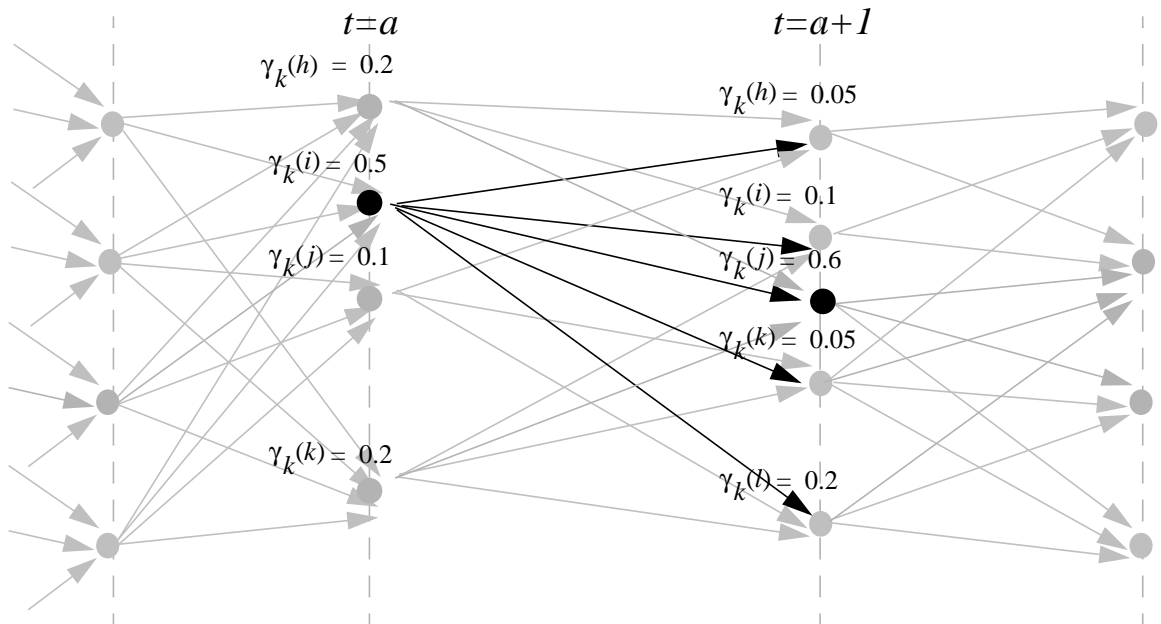 t=a
t=a+1
γk(h) = 0.2
γk(h) = 0.05
γk(i) = 0.5
γk(i) = 0.1
γk(j) = 0.1
γk(j) = 0.6
γk(k) = 0.05
γk(k) = 0.2
γk(l) = 0.2